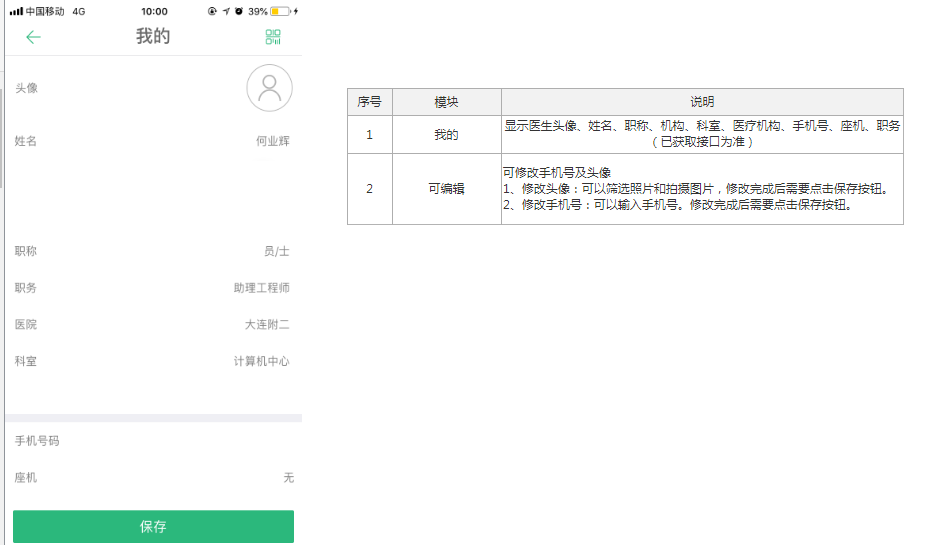 中国移动 4G 10:00 39%
我的
头像
姓名 何业辉
职称 员/士
职务 助理工程师
医院 大连附二
科室 计算机中心
手机号码
座机 无
保存
序号 模块 说明
1 我的 显示医生头像、姓名、职称、机构、科室、医疗机构、手机号、座机、职务
（已获取接口为准）
2 可编辑 可修改手机号及头像
1、修改头像：可以筛选照片和拍摄图片，修改完成后需要点击保存按钮。
2、修改手机号：可以输入手机号。修改完成后需要点击保存按钮。